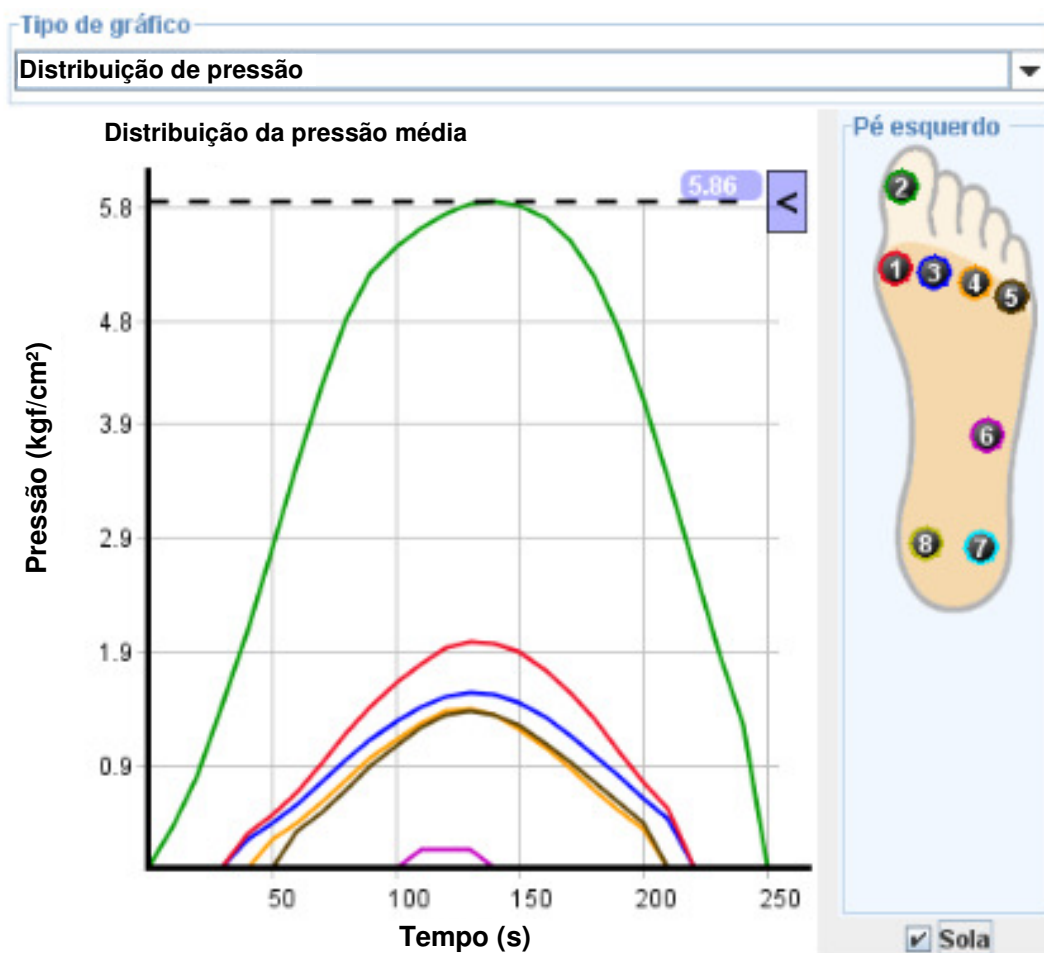 Tipo de gráfico
Distribuição de pressão
Distribuição da pressão média
Pé esquerdo
5.86
<
5.8
4.8
3.9
2.9
1.9
0.9
Pressão (kgf/cm²)
50 100 150 200 250
Tempo (s)
2
1 3 4 5
6
8 7
Sola